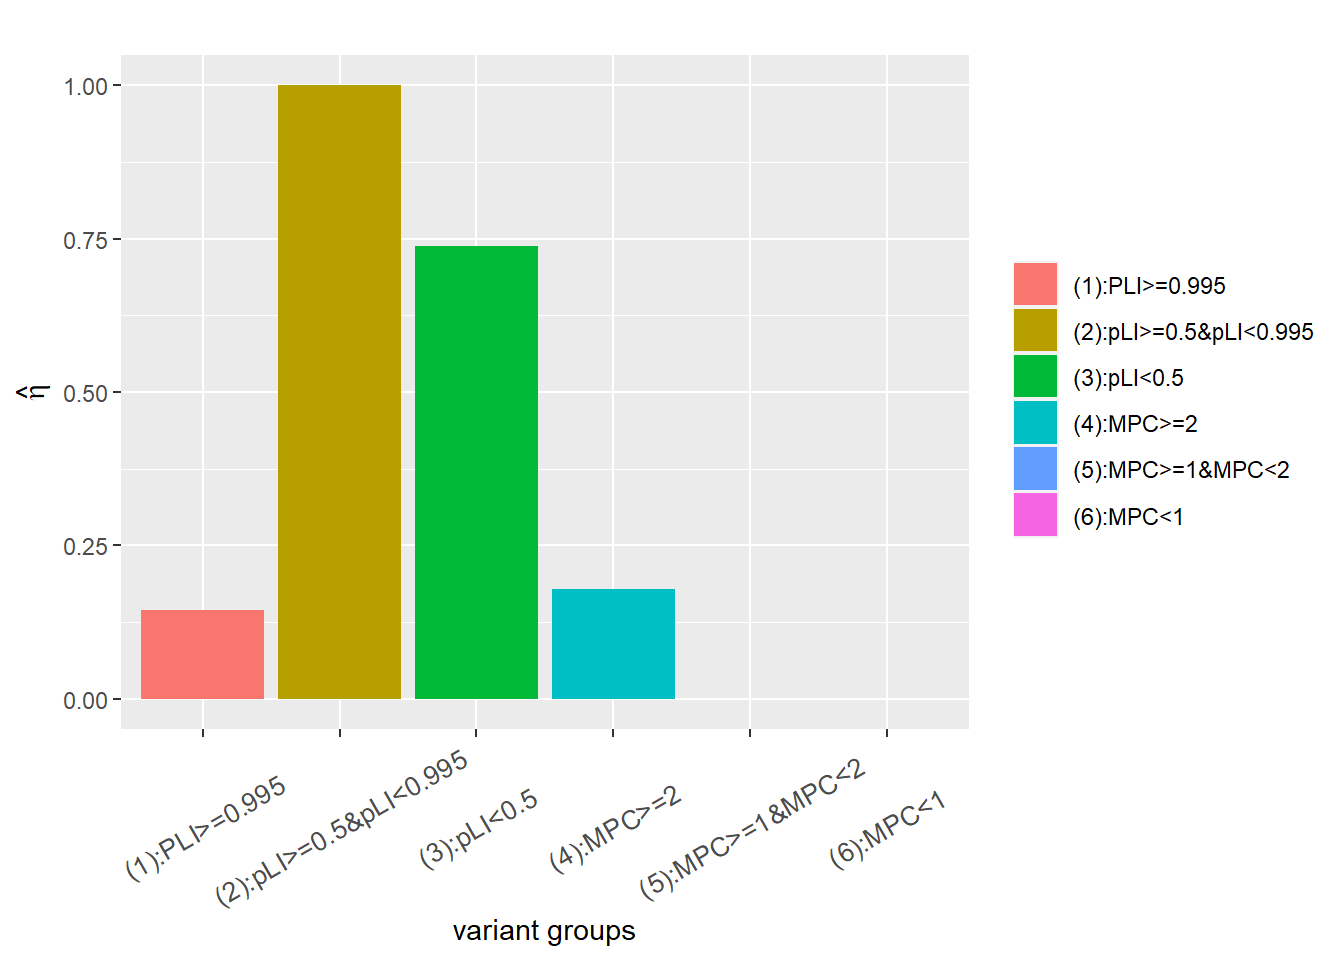 1.00
0.75
0.50
0.25
0.00
η̂
(1):PLI>=0.995
(2):pLI>=0.5&pLI<0.995
(3):pLI<0.5
(4):MPC>=2
(5):MPC>=1&MPC<2
(6):MPC<1
variant groups
(1):PLI>=0.995
(2):pLI>=0.5&pLI<0.995
(3):pLI<0.5
(4):MPC>=2
(5):MPC>=1&MPC<2
(6):MPC<1